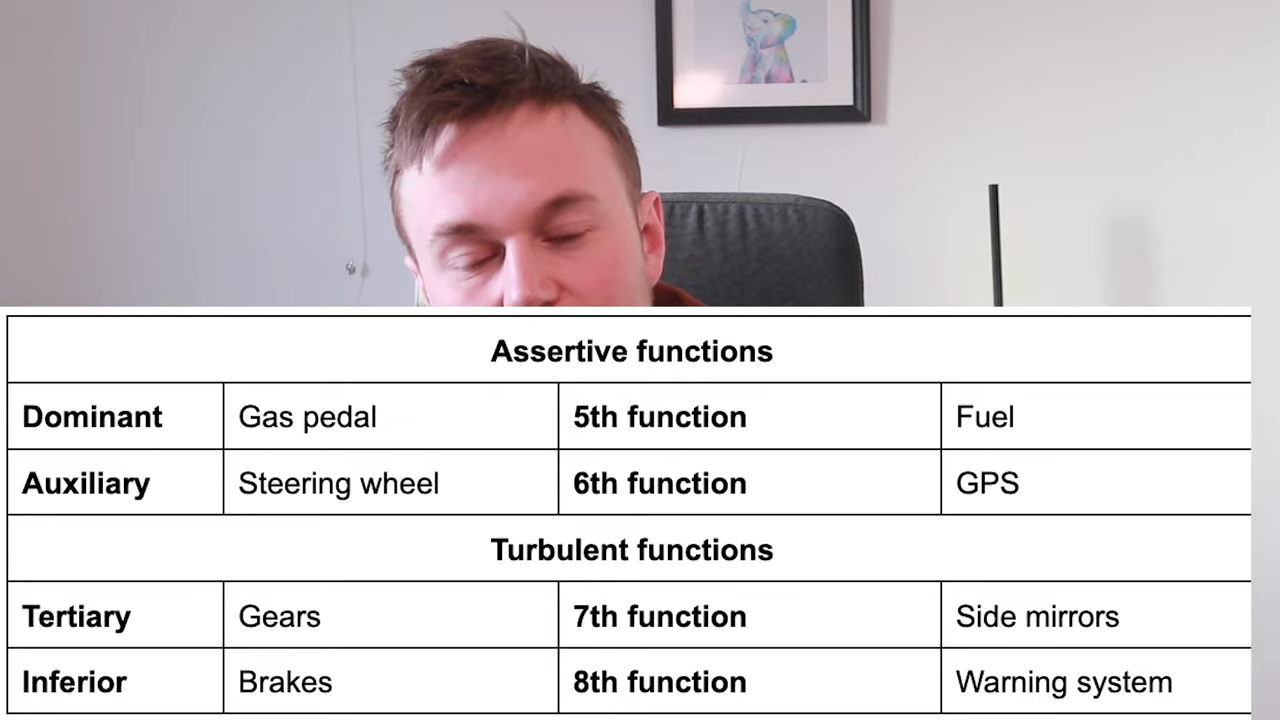 Assertive functions
Dominant Gas pedal 5th function Fuel
Auxiliary Steering wheel 6th function GPS
Turbulent functions
Tertiary Gears 7th function Side mirrors
Inferior Brakes 8th function Warning system